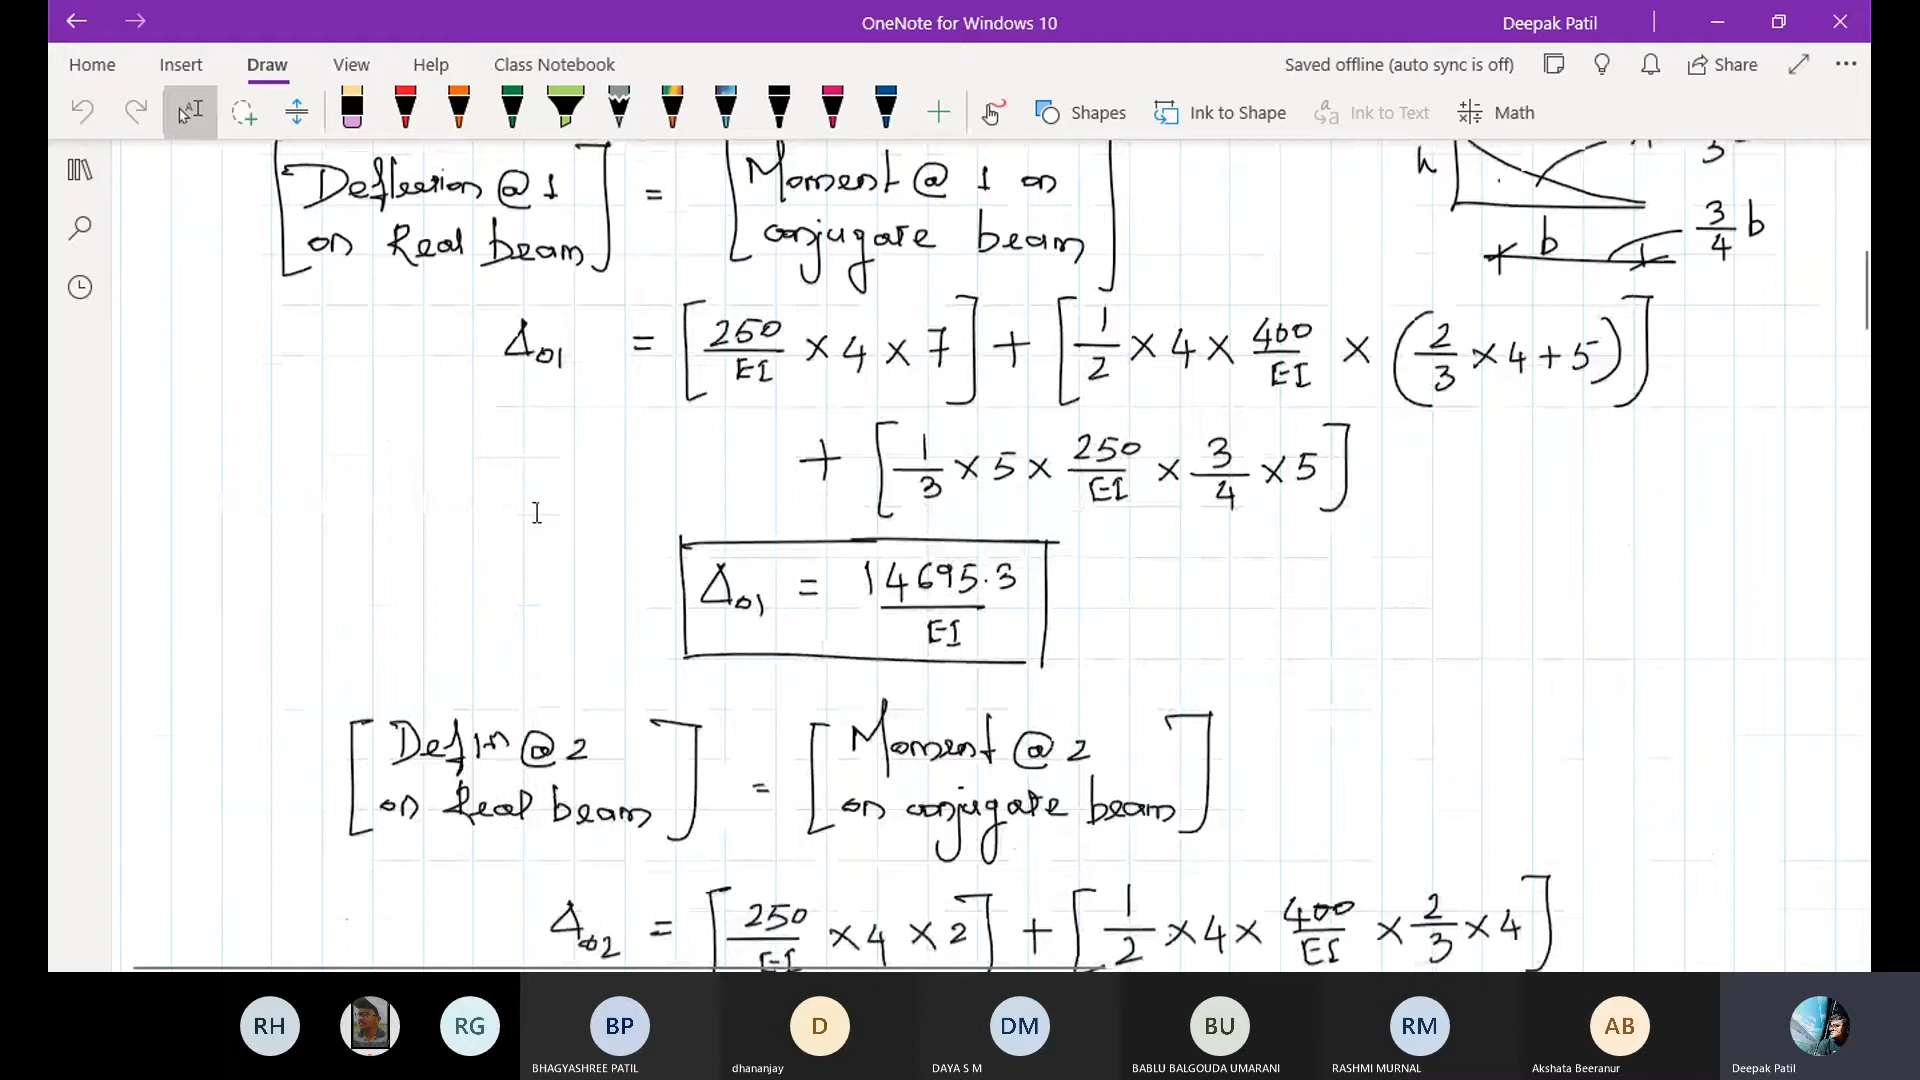 OneNote for Windows 10
Deepak Patil
Home Insert Draw View Help Class Notebook
Saved offline (auto sync is off) Share
Shapes Ink to Shape Ink to Text Math
[Deflection @ 1 on Real beam] = [Moment @ 1 on conjugate beam]
h
3
b 3/4 b
Δ01 = [250/EI × 4 × 7] + [1/2 × 4 × 400/EI × (2/3 × 4 + 5)]
+ [1/3 × 5 × 250/EI × 3/4 × 5]
Δ01 = 14695.3/EI
[Defln @ 2 on Real beam] = [Moment @ 2 on conjugate beam]
Δ02 = [250/EI × 4 × 2] + [1/2 × 4 × 400/EI × 2/3 × 4]
RH RG BP D DM BU RM AB
BHAGYASHREE PATIL dhananjay DAYA S M BABLU BALGOUDA UMARANI RASHMI MURNAL Akshata Beeranur Deepak Patil